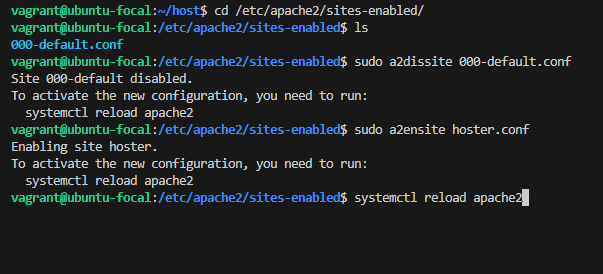 vagrant@ubuntu-focal:~/host$ cd /etc/apache2/sites-enabled/
vagrant@ubuntu-focal:/etc/apache2/sites-enabled$ ls
000-default.conf
vagrant@ubuntu-focal:/etc/apache2/sites-enabled$ sudo a2dissite 000-default.conf
Site 000-default disabled.
To activate the new configuration, you need to run:
  systemctl reload apache2
vagrant@ubuntu-focal:/etc/apache2/sites-enabled$ sudo a2ensite hoster.conf
Enabling site hoster.
To activate the new configuration, you need to run:
  systemctl reload apache2
vagrant@ubuntu-focal:/etc/apache2/sites-enabled$ systemctl reload apache2